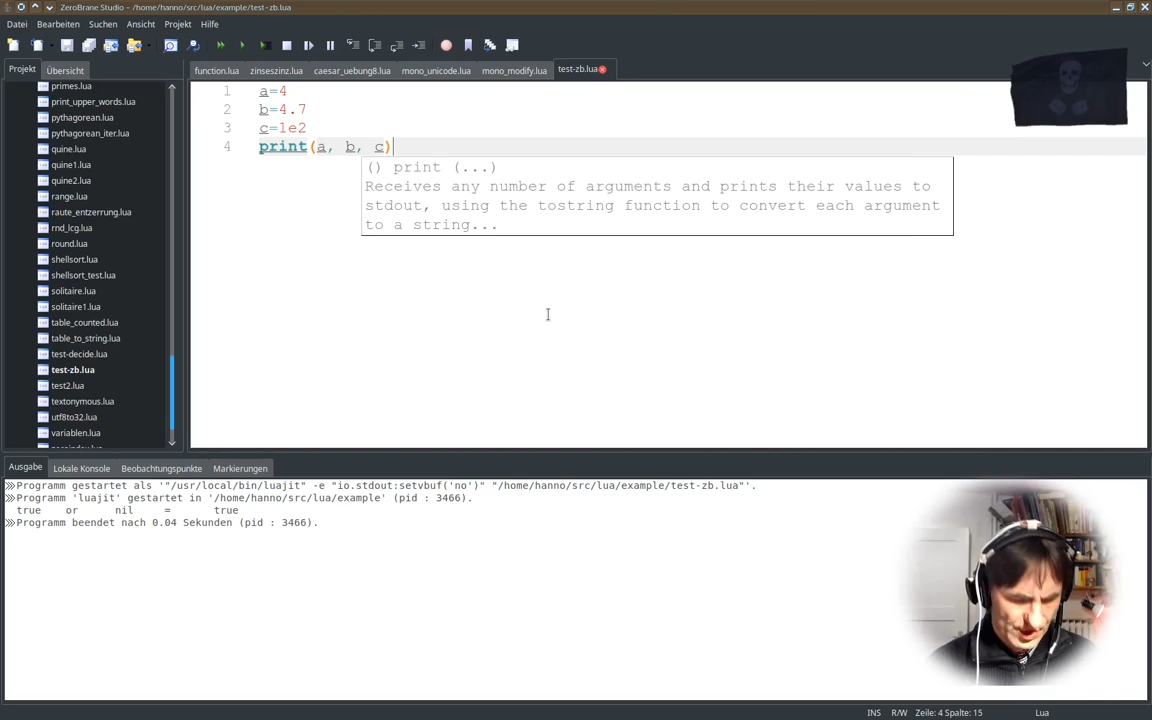 ZeroBrane Studio - /home/hanno/src/lua/example/test-zb.lua
Datei Bearbeiten Suchen Ansicht Projekt Hilfe
Projekt Übersicht
function.lua zinseszinz.lua caesar_uebung8.lua mono_unicode.lua mono_modify.lua test-zb.lua
primes.lua
print_upper_words.lua
pythagorean.lua
pythagorean_iter.lua
quine.lua
quine1.lua
quine2.lua
range.lua
raute_entzerrung.lua
rnd_lcg.lua
round.lua
shellsort.lua
shellsort_test.lua
solitaire.lua
solitaire1.lua
table_counted.lua
table_to_string.lua
test-decide.lua
test-zb.lua
test2.lua
textonymous.lua
utf8to32.lua
variablen.lua
1 a=4
2 b=4.7
3 c=1e2
4 print(a, b, c)
() print (...)
Receives any number of arguments and prints their values to
stdout, using the tostring function to convert each argument
to a string...
Ausgabe Lokale Konsole Beobachtungspunkte Markierungen
Programm gestartet als '"/usr/local/bin/luajit" -e "io.stdout:setvbuf('no')" "/home/hanno/src/lua/example/test-zb.lua"'.
Programm 'luajit' gestartet in '/home/hanno/src/lua/example' (pid : 3466).
true or nil = true
Programm beendet nach 0.04 Sekunden (pid : 3466).
INS R/W Zeile: 4 Spalte: 15 Lua